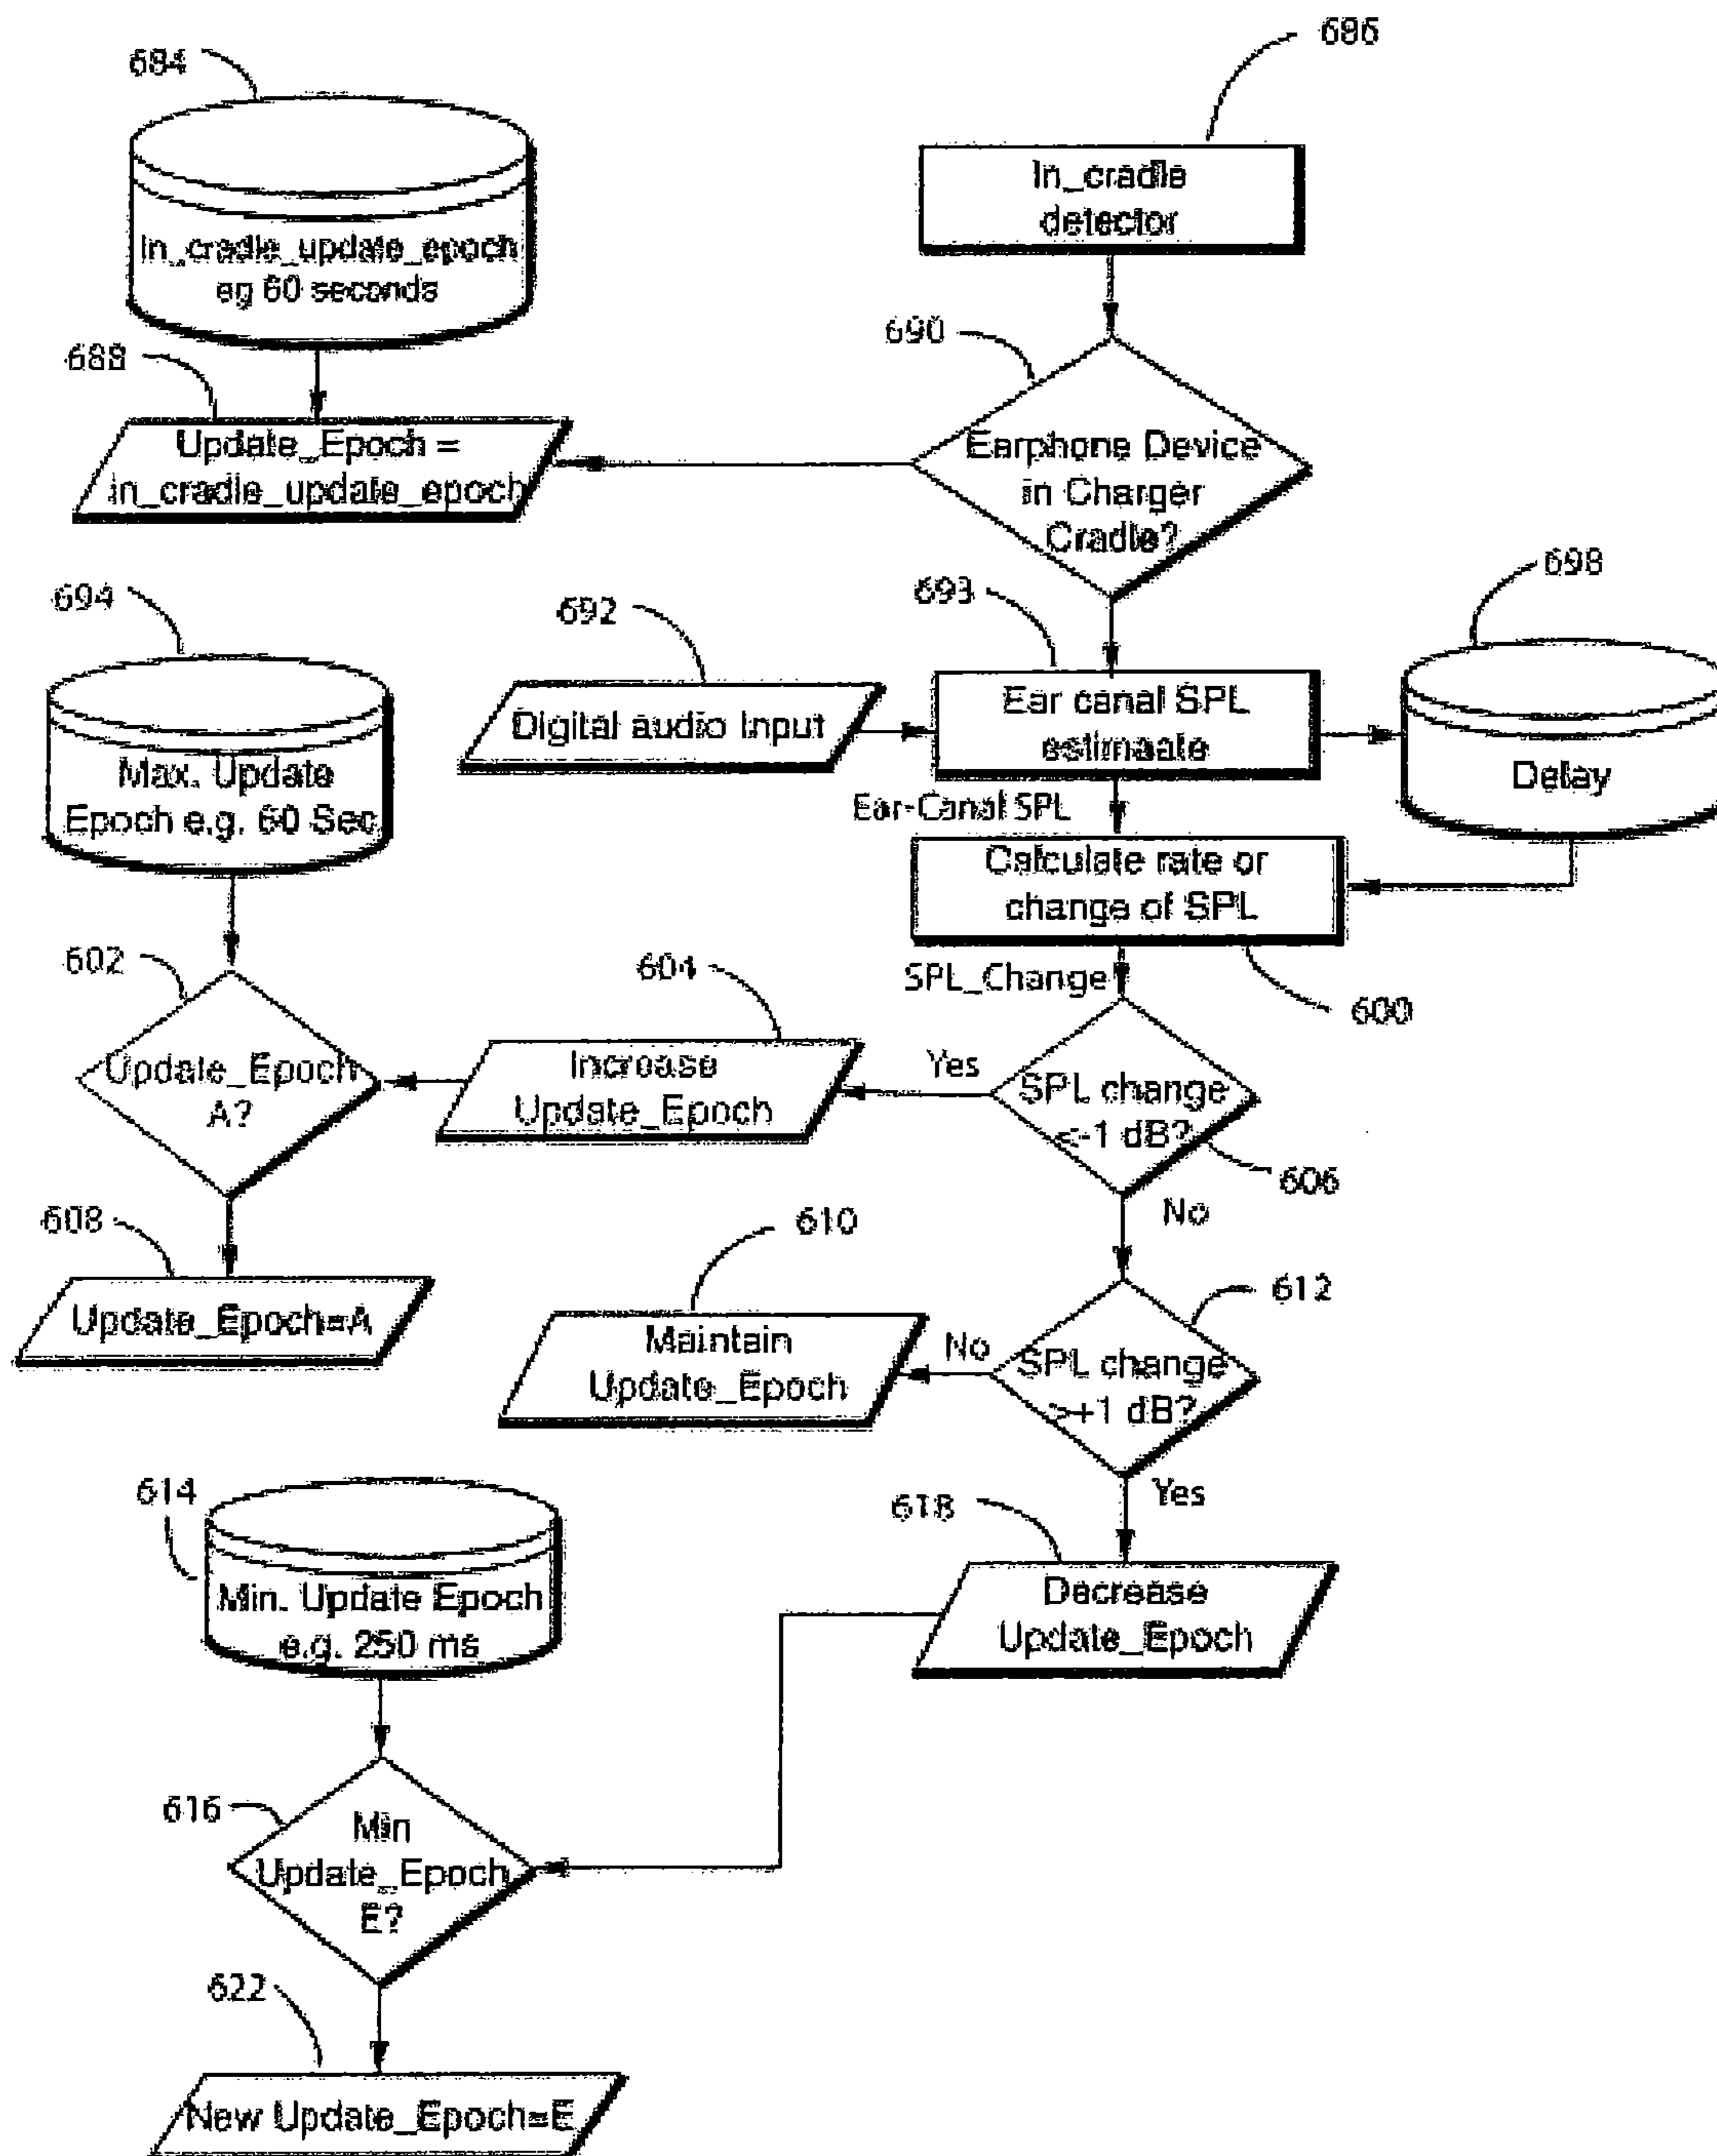 684
686
In_cradle
detector
In_cradle_update_epoch
eg 60 seconds
690
688
Update_Epoch =
in_cradle_update_epoch
Earphone Device
in Charger
Cradle?
694
692
693
698
Digital audio Input
Ear canal SPL
estimaate
Delay
Max. Update
Epoch e.g. 60 Sec
Ear-Canal SPL
Calculate rate or
change of SPL
602
604
SPL_Change
600
Update_Epoch
A?
Increase
Update_Epoch
Yes
SPL change
<-1 dB?
606
No
608
610
612
Update_Epoch=A
Maintain
Update_Epoch
No
SPL change
>+1 dB?
Yes
614
618
Min. Update Epoch
e.g. 250 ms
Decrease
Update_Epoch
616
Min
Update_Epoch
E?
622
New Update_Epoch=E